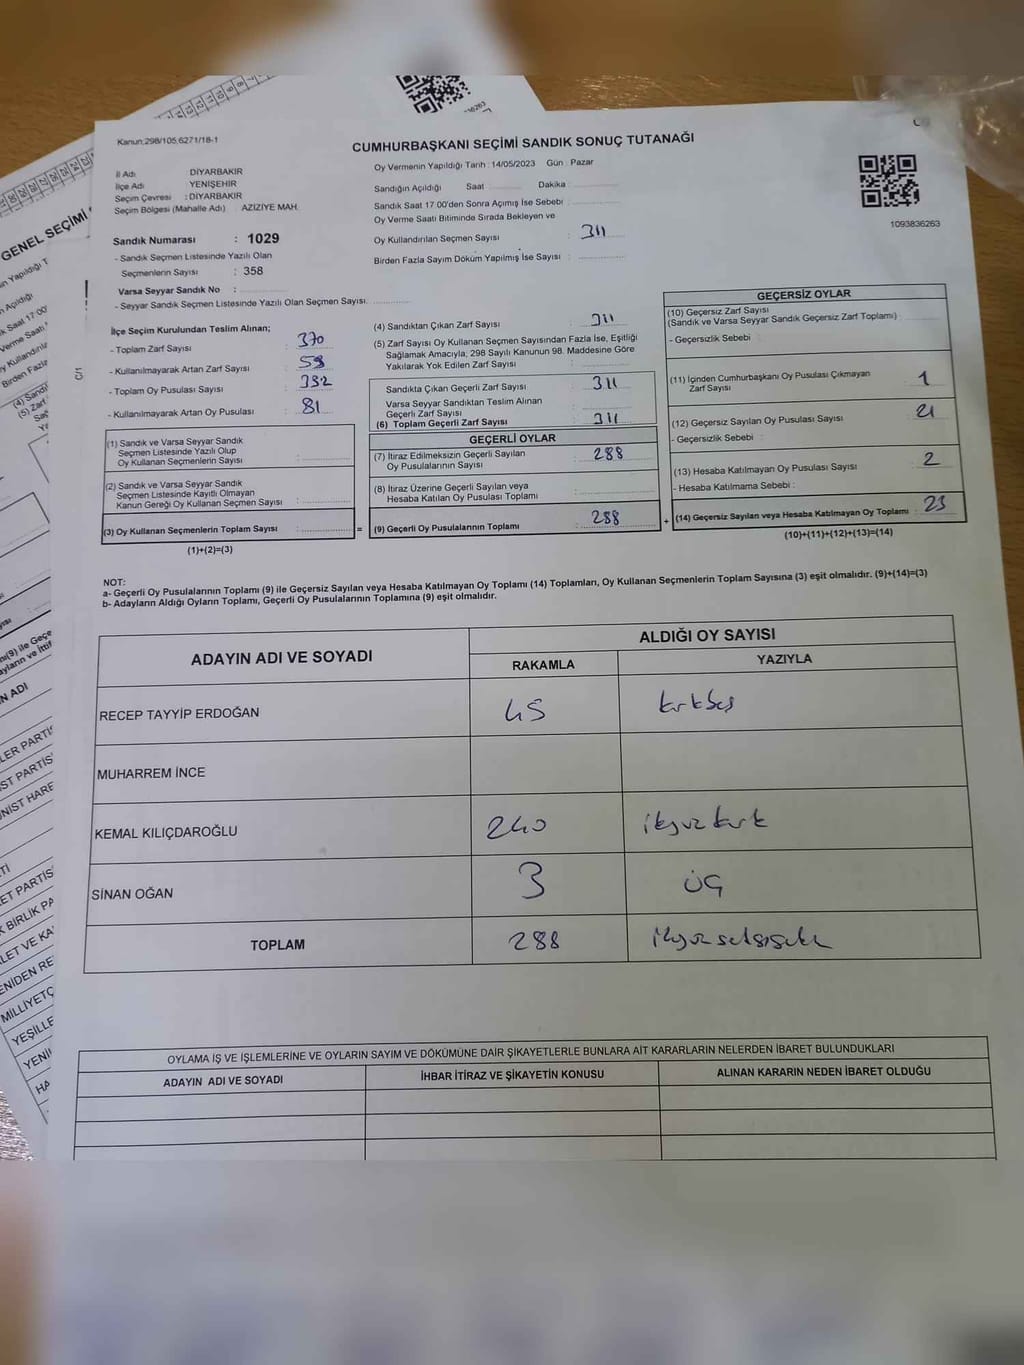 Kanun:298/105,6271/18-1
CUMHURBAŞKANI SEÇİMİ SANDIK SONUÇ TUTANAĞI
İl Adı DİYARBAKIR
İlçe Adı YENİŞEHİR
Seçim Çevresi : DİYARBAKIR
Seçim Bölgesi (Mahalle Adı) AZİZİYE MAH.
Sandık Numarası : 1029
- Sandık Seçmen Listesinde Yazılı Olan
Seçmenlerin Sayısı : 358
Varsa Seyyar Sandık No :
- Seyyar Sandık Seçmen Listesinde Yazılı Olan Seçmen Sayısı:
Oy Vermenin Yapıldığı Tarih : 14/05/2023 Gün : Pazar
Sandığın Açıldığı Saat Dakika
Sandık Saat 17 00'den Sonra Açımış İse Sebebi
Oy Verme Saati Bitiminde Sırada Bekleyen ve
Oy Kullandırılan Seçmen Sayısı : 311
Birden Fazla Sayım Döküm Yapılmış İse Sayısı :
1093836263
İlçe Seçim Kurulundan Teslim Alınan;
- Toplam Zarf Sayısı : 370
- Kullanılmayarak Artan Zarf Sayısı : 59
- Toplam Oy Pusulası Sayısı : 392
- Kullanılmayarak Artan Oy Pusulası : 81
(1) Sandık ve Varsa Seyyar Sandık
Seçmen Listesinde Yazılı Olup
Oy Kullanan Seçmenlerin Sayısı :
(2) Sandık ve Varsa Seyyar Sandık
Seçmen Listesinde Kayıtlı Olmayan
Kanun Gereği Oy Kullanan Seçmen Sayısı :
(3) Oy Kullanan Seçmenlerin Toplam Sayısı : =
(1)+(2)=(3)
(4) Sandıktan Çıkan Zarf Sayısı : 311
(5) Zarf Sayısı Oy Kullanan Seçmen Sayısından Fazla İse, Eşitliği
Sağlamak Amacıyla, 298 Sayılı Kanunun 98. Maddesine Göre
Yakılarak Yok Edilen Zarf Sayısı :
Sandıkta Çıkan Geçerli Zarf Sayısı : 311
Varsa Seyyar Sandıktan Teslim Alınan
Geçerli Zarf Sayısı :
(6) Toplam Geçerli Zarf Sayısı : 311
GEÇERLİ OYLAR
(7) İtiraz Edilmeksizin Geçerli Sayılan
Oy Pusulalarının Sayısı : 288
(8) İtiraz Üzerine Geçerli Sayılan veya
Hesaba Katılan Oy Pusulası Toplamı :
(9) Geçerli Oy Pusulalarının Toplamı : 288 +
GEÇERSİZ OYLAR
(10) Geçersiz Zarf Sayısı
(Sandık ve Varsa Seyyar Sandık Geçersiz Zarf Toplamı)
- Geçersizlik Sebebi :
(11) İçinden Cumhurbaşkanı Oy Pusulası Çıkmayan
Zarf Sayısı : 1
(12) Geçersiz Sayılan Oy Pusulası Sayısı : 21
- Geçersizlik Sebebi :
(13) Hesaba Katılmayan Oy Pusulası Sayısı : 2
- Hesaba Katılmama Sebebi :
(14) Geçersiz Sayılan veya Hesaba Katılmayan Oy Toplamı : 23
(10)+(11)+(12)+(13)=(14)
NOT:
a- Geçerli Oy Pusulalarının Toplamı (9) ile Geçersiz Sayılan veya Hesaba Katılmayan Oy Toplamı (14) Toplamları, Oy Kullanan Seçmenlerin Toplam Sayısına (3) eşit olmalıdır. (9)+(14)=(3)
b- Adayların Aldığı Oyların Toplamı, Geçerli Oy Pusulalarının Toplamına (9) eşit olmalıdır.
ADAYIN ADI VE SOYADI
ALDIĞI OY SAYISI
RAKAMLA YAZIYLA
RECEP TAYYİP ERDOĞAN 45 kırkbeş
MUHARREM İNCE
KEMAL KILIÇDAROĞLU 240 ikiyüzkırk
SİNAN OĞAN 3 ÜÇ
TOPLAM 288 ikiyüzseksensekiz
OYLAMA İŞ VE İŞLEMLERİNE VE OYLARIN SAYIM VE DÖKÜMÜNE DAİR ŞİKAYETLERLE BUNLARA AİT KARARLARIN NELERDEN İBARET BULUNDUKLARI
ADAYIN ADI VE SOYADI İHBAR İTİRAZ VE ŞİKAYETİN KONUSU ALINAN KARARIN NEDEN İBARET OLDUĞU
GENEL SEÇİMİ